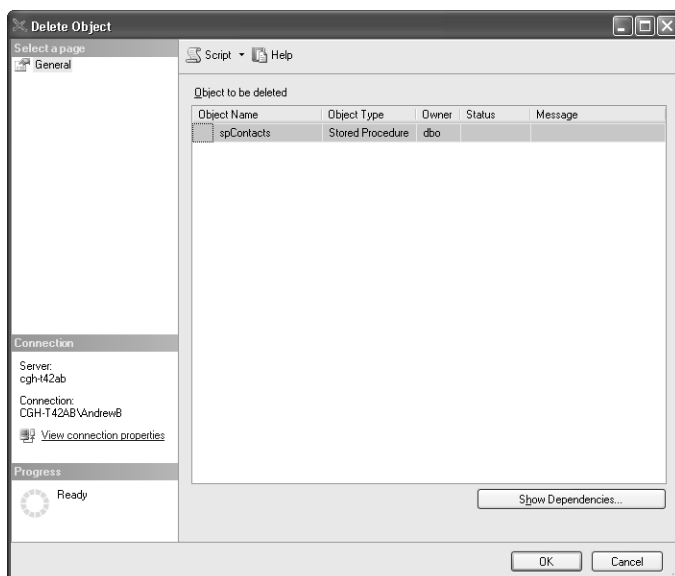 Delete Object
Select a page
General
Script
Help
Object to be deleted
Object Name Object Type Owner Status Message
spContacts Stored Procedure dbo
Connection
Server:
cgh-t42ab
Connection:
CGH-T42AB\AndrewB
View connection properties
Progress
Ready
Show Dependencies...
OK Cancel